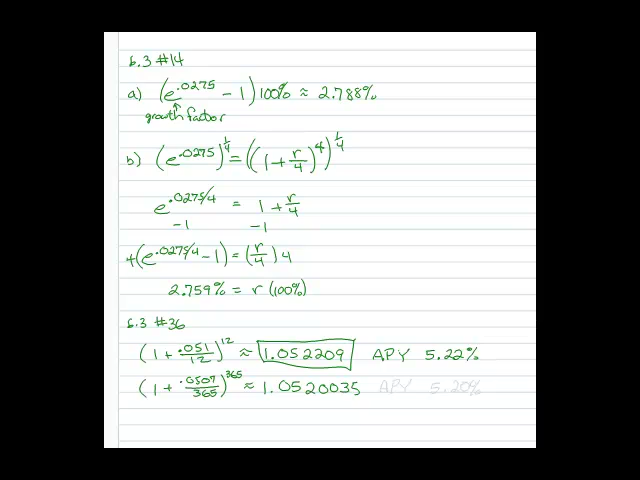 6.3 #14
a) (e^.0275 - 1) 100% ≈ 2.788%
growth factor
b) (e^.0275)^1/4 = ((1 + r/4)^4)^1/4
e^.0275/4 = 1 + r/4
-1 -1
4(e^.0275/4 - 1) = (r/4) 4
2.759% = r (100%)
6.3 #36
(1 + .051/12)^12 ≈ 1.052209 APY 5.22%
(1 + .0507/365)^365 ≈ 1.0520035 APY 5.20%